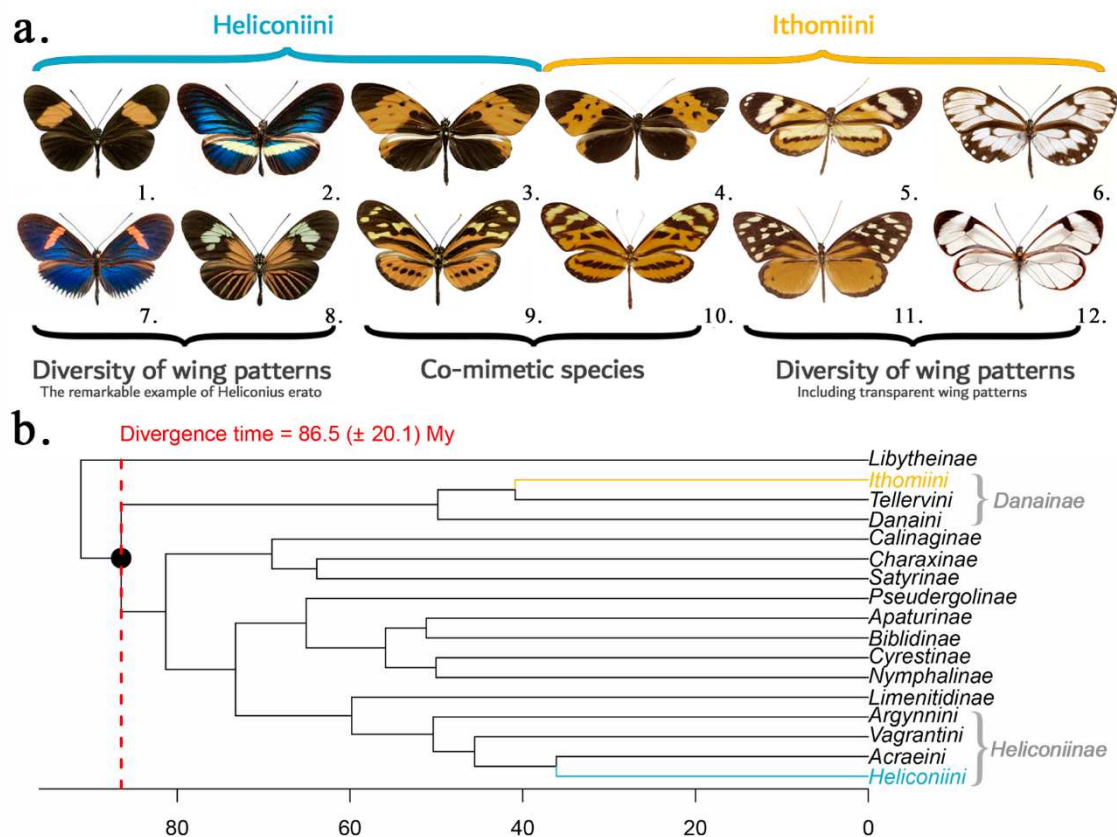 a.
Heliconiini
Ithomiini
1.
2.
3.
4.
5.
6.
7.
8.
9.
10.
11.
12.
Diversity of wing patterns
The remarkable example of Heliconius erato
Co-mimetic species
Diversity of wing patterns
Including transparent wing patterns
b.
Divergence time = 86.5 (± 20.1) My
Libytheinae
Ithomiini
Tellervini
Danaini
Danainae
Calinaginae
Charaxinae
Satyrinae
Pseudergolinae
Apaturinae
Biblidinae
Cyrestinae
Nymphalinae
Limenitidinae
Argynnini
Vagrantini
Acraeini
Heliconiini
Heliconiinae
80 60 40 20 0